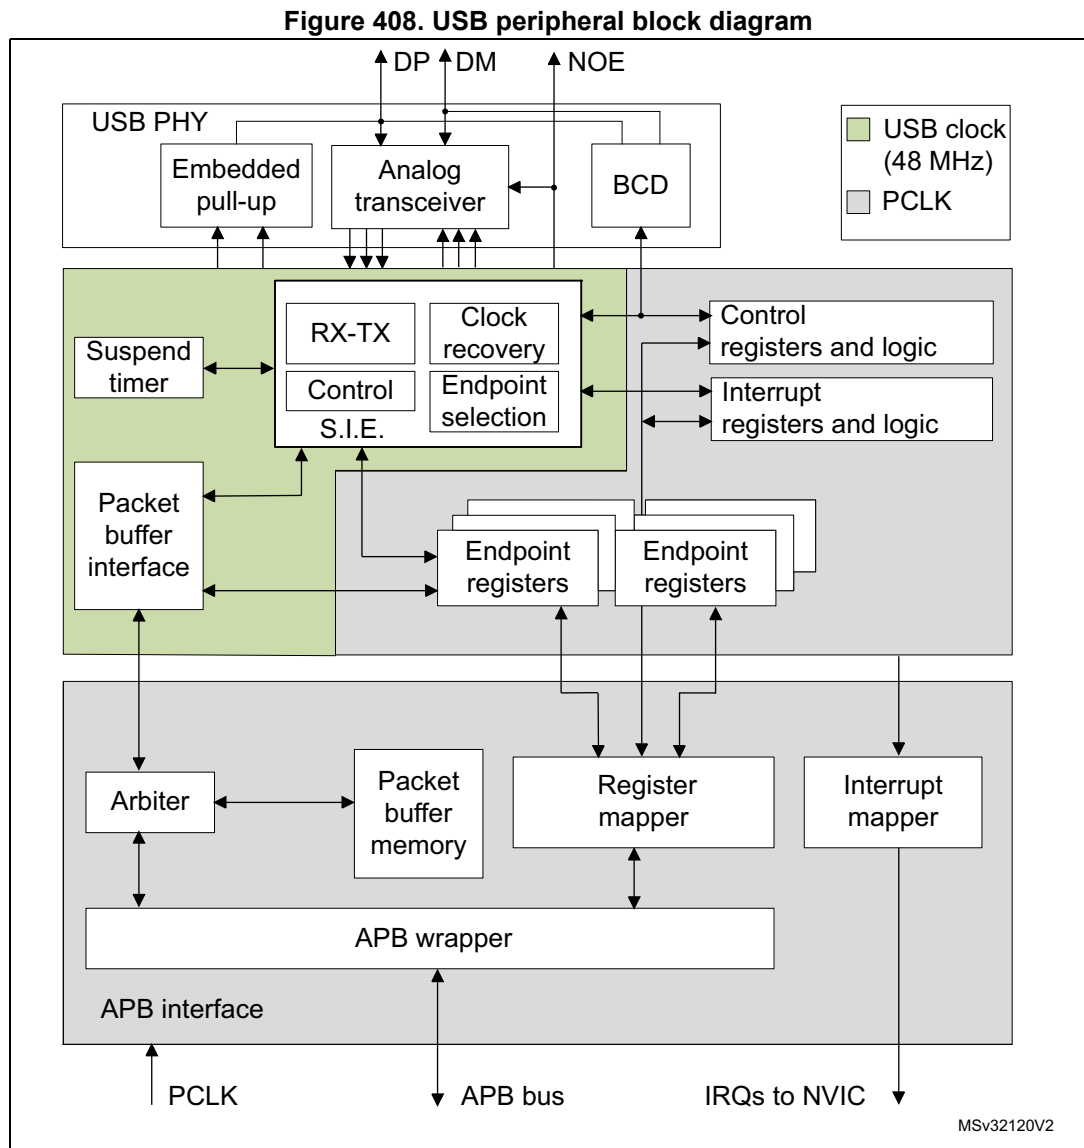 Figure 408. USB peripheral block diagram
DP
DM
NOE
USB PHY
Embedded
pull-up
Analog
transceiver
BCD
USB clock
(48 MHz)
PCLK
RX-TX
Clock
recovery
Control
Endpoint
selection
S.I.E.
Suspend
timer
Control
registers and logic
Interrupt
registers and logic
Packet
buffer
interface
Endpoint
registers
Endpoint
registers
Arbiter
Packet
buffer
memory
Register
mapper
Interrupt
mapper
APB wrapper
APB interface
PCLK
APB bus
IRQs to NVIC
MSv32120V2